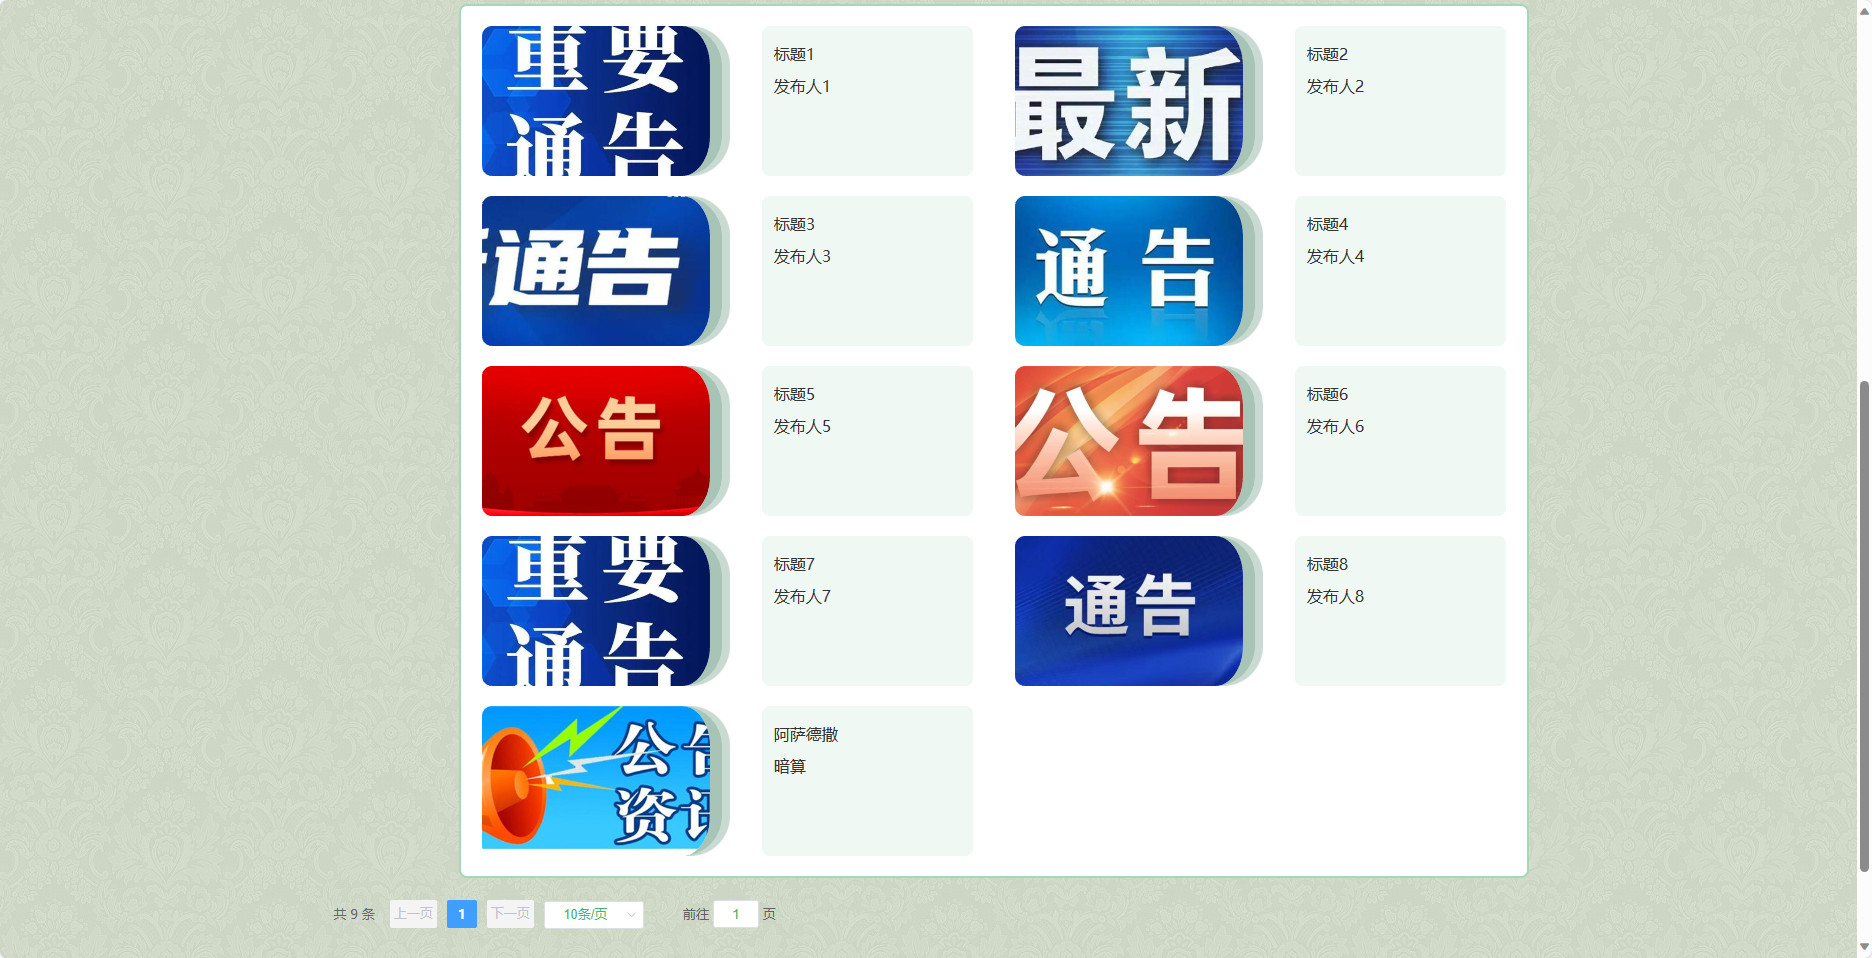 重要
通告
标题1
发布人1
最新
标题2
发布人2
通告
标题3
发布人3
通告
标题4
发布人4
公告
标题5
发布人5
公告
标题6
发布人6
重要
通告
标题7
发布人7
通告
标题8
发布人8
公告
资讯
阿萨德撒
暗算
共 9 条 上一页 1 下一页 10条/页 前往 1 页